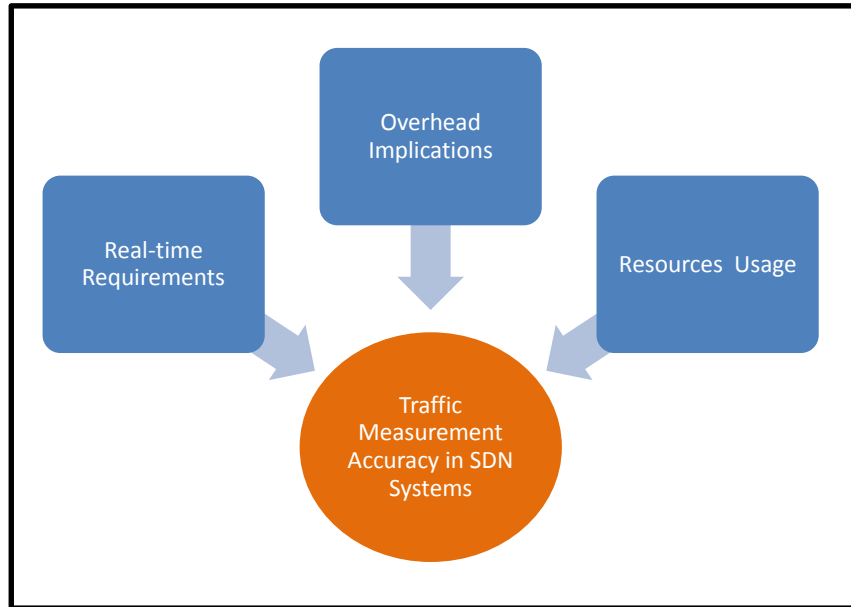 Overhead
Implications
Real-time
Requirements
Resources Usage
Traffic
Measurement
Accuracy in SDN
Systems